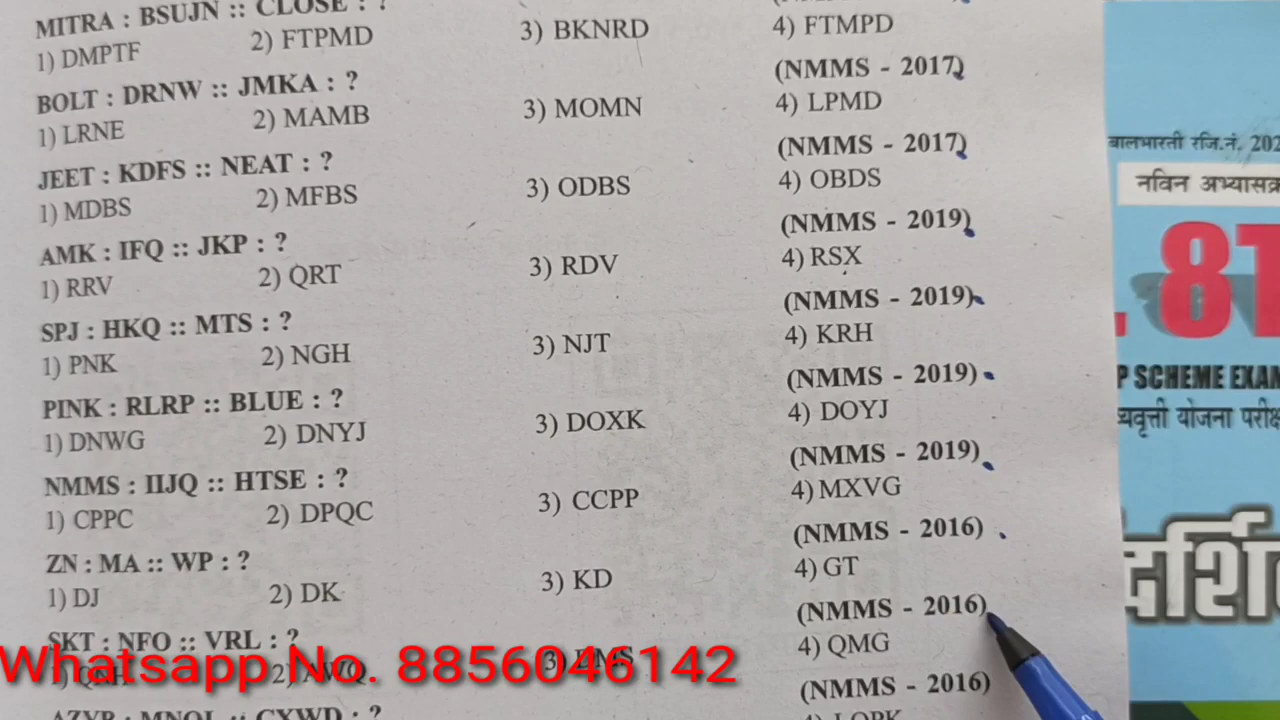 MITRA : BSUJN :: CLOSE : ?
1) DMPTF 2) FTPMD 3) BKNRD 4) FTMPD
(NMMS - 2017)
BOLT : DRNW :: JMKA : ?
1) LRNE 2) MAMB 3) MOMN 4) LPMD
(NMMS - 2017)
JEET : KDFS :: NEAT : ?
1) MDBS 2) MFBS 3) ODBS 4) OBDS
(NMMS - 2019)
AMK : IFQ :: JKP : ?
1) RRV 2) QRT 3) RDV 4) RSX
(NMMS - 2019)
SPJ : HKQ :: MTS : ?
1) PNK 2) NGH 3) NJT 4) KRH
(NMMS - 2019)
PINK : RLRP :: BLUE : ?
1) DNWG 2) DNYJ 3) DOXK 4) DOYJ
(NMMS - 2019)
NMMS : IIJQ :: HTSE : ?
1) CPPC 2) DPQC 3) CCPP 4) MXVG
(NMMS - 2016)
ZN : MA :: WP : ?
1) DJ 2) DK 3) KD 4) GT
(NMMS - 2016)
SKT : NFO :: VRL : ?
2) AWQ 4) QMG
(NMMS - 2016)
Whatsapp No. 8856046142
बालभारती रजि.नं. 202
नविन अभ्यासक्र
8T
P SCHEME EXAM